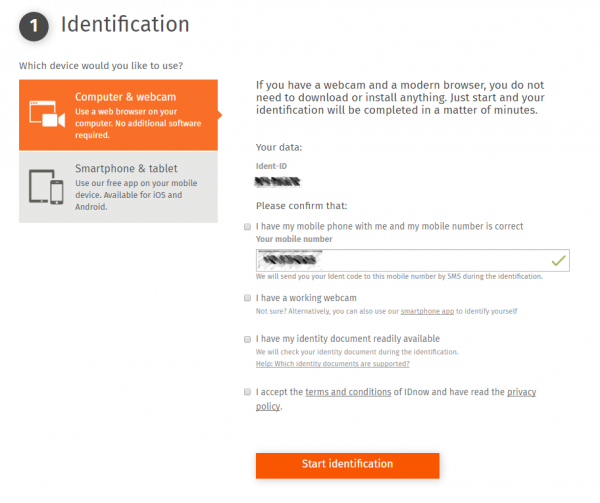 1 Identification
Which device would you like to use?
Computer & webcam
Use a web browser on your
computer. No additional software
required.
Smartphone & tablet
Use our free app on your mobile
device. Available for iOS and
Android.
If you have a webcam and a modern browser, you do not
need to download or install anything. Just start and your
identification will be completed in a matter of minutes.
Your data:
Ident-ID
Please confirm that:
I have my mobile phone with me and my mobile number is correct
Your mobile number
We will send you your Ident code to this mobile number by SMS during the identification.
I have a working webcam
Not sure? Alternatively, you can also use our smartphone app to identify yourself
I have my identity document readily available
We will check your identity document during the identification.
Help: Which identity documents are supported?
I accept the terms and conditions of IDnow and have read the privacy
policy.
Start identification